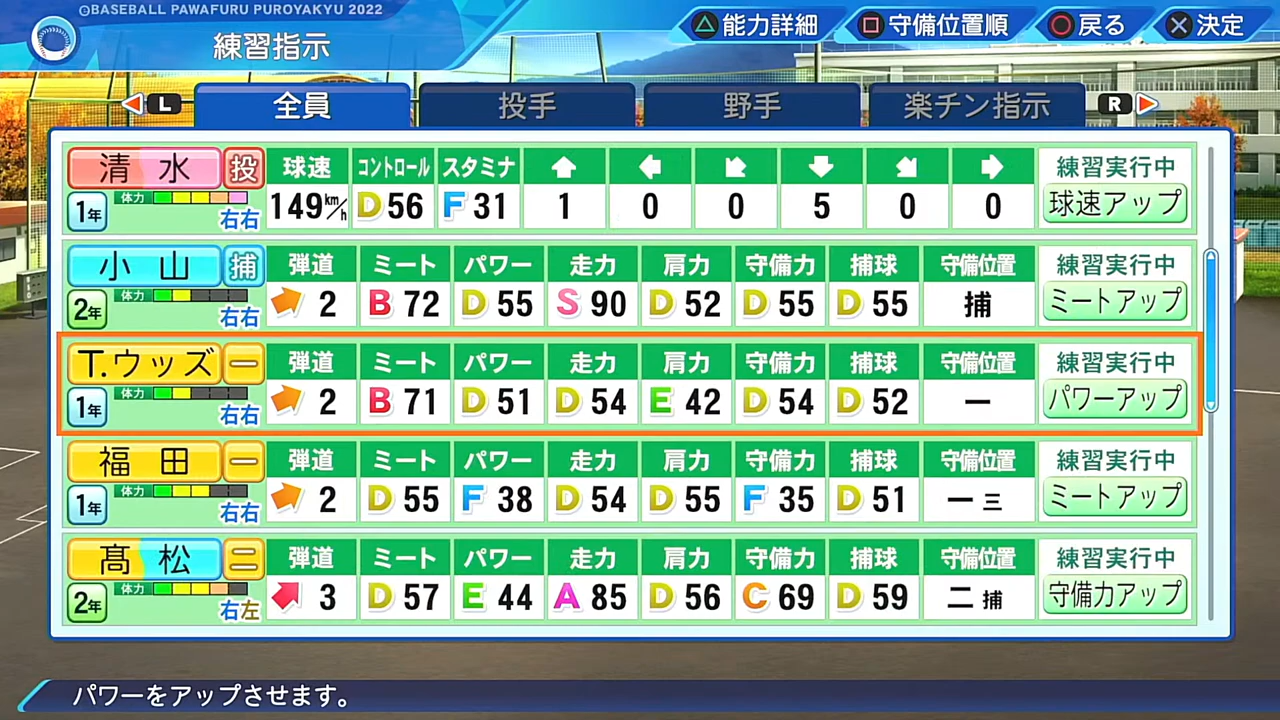 ©BASEBALL PAWAFURU PUROYAKYU 2022
練習指示
能力詳細 守備位置順 戻る 決定
L 全員 投手 野手 楽チン指示 R
清水 投 球速 コントロール スタミナ 練習実行中
体力
1年 右右 149km/h D 56 F 31 1 0 0 5 0 0 球速アップ
小山 捕 弾道 ミート パワー 走力 肩力 守備力 捕球 守備位置 練習実行中
体力
2年 右右 2 B 72 D 55 S 90 D 52 D 55 D 55 捕 ミートアップ
T.ウッズ 一 弾道 ミート パワー 走力 肩力 守備力 捕球 守備位置 練習実行中
体力
1年 右右 2 B 71 D 51 D 54 E 42 D 54 D 52 一 パワーアップ
福田 一 弾道 ミート パワー 走力 肩力 守備力 捕球 守備位置 練習実行中
体力
1年 右右 2 D 55 F 38 D 54 D 55 F 35 D 51 一 三 ミートアップ
髙松 二 弾道 ミート パワー 走力 肩力 守備力 捕球 守備位置 練習実行中
体力
2年 右左 3 D 57 E 44 A 85 D 56 C 69 D 59 二 捕 守備力アップ
パワーをアップさせます。